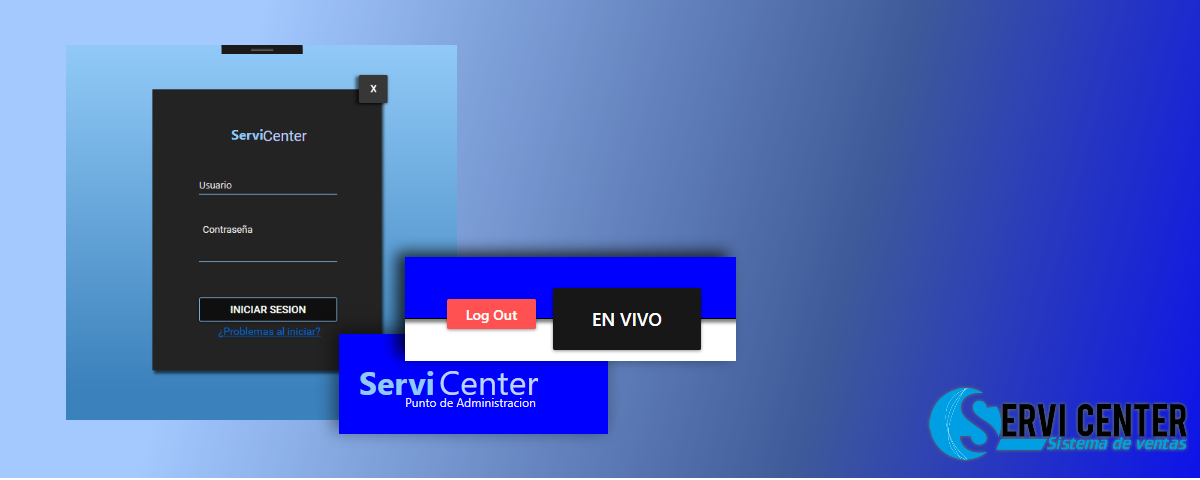 X
ServiCenter
Usuario
Contraseña
INICIAR SESION
¿Problemas al iniciar?
Log Out
EN VIVO
Servi Center
Punto de Administracion
SERVI CENTER
Sistema de ventas